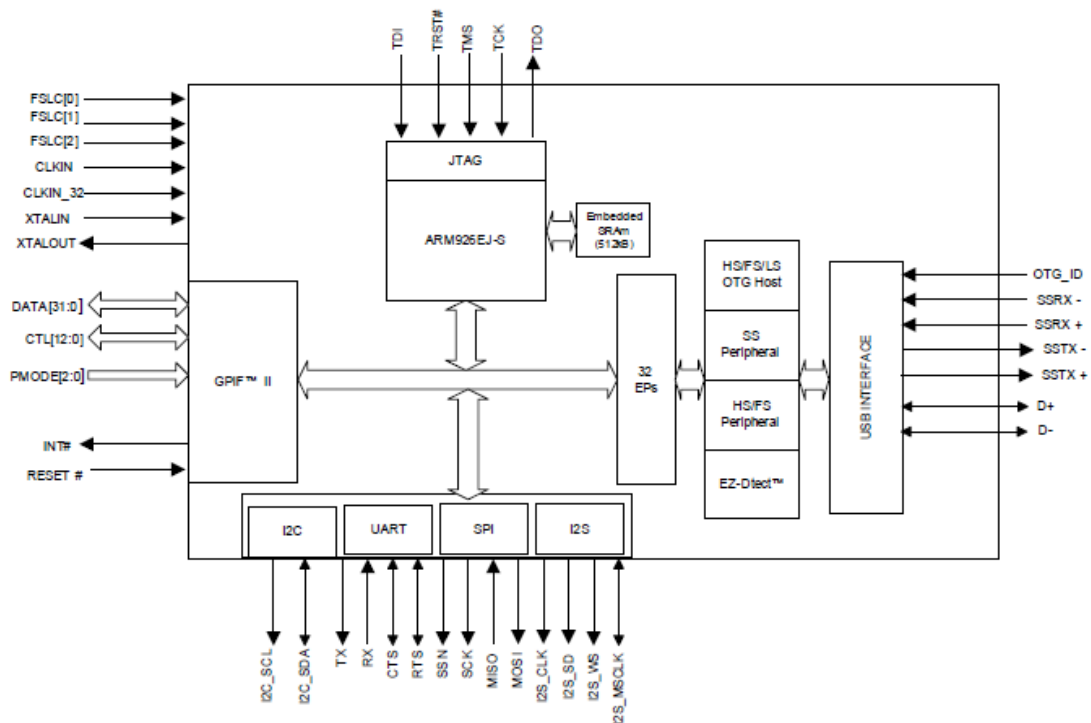 TDI
TRST#
TMS
TCK
TDO
FSLC[0]
FSLC[1]
FSLC[2]
CLKIN
CLKIN_32
XTALIN
XTALOUT
JTAG
ARM926EJ-S
Embedded
SRAm
(512kB)
HS/FS/LS
OTG Host
SS
Peripheral
HS/FS
Peripheral
EZ-Dtect™
32
EPs
USB INTERFACE
OTG_ID
SSRX -
SSRX +
SSTX -
SSTX +
D+
D-
DATA[31:0]
CTL[12:0]
PMODE[2:0]
GPIF™ II
INT#
RESET #
I2C
UART
SPI
I2S
I2C_SCL
I2C_SDA
TX
RX
CTS
RTS
SSN
SCK
MISO
MOSI
I2S_CLK
I2S_SD
I2S_WS
I2S_MSCLK